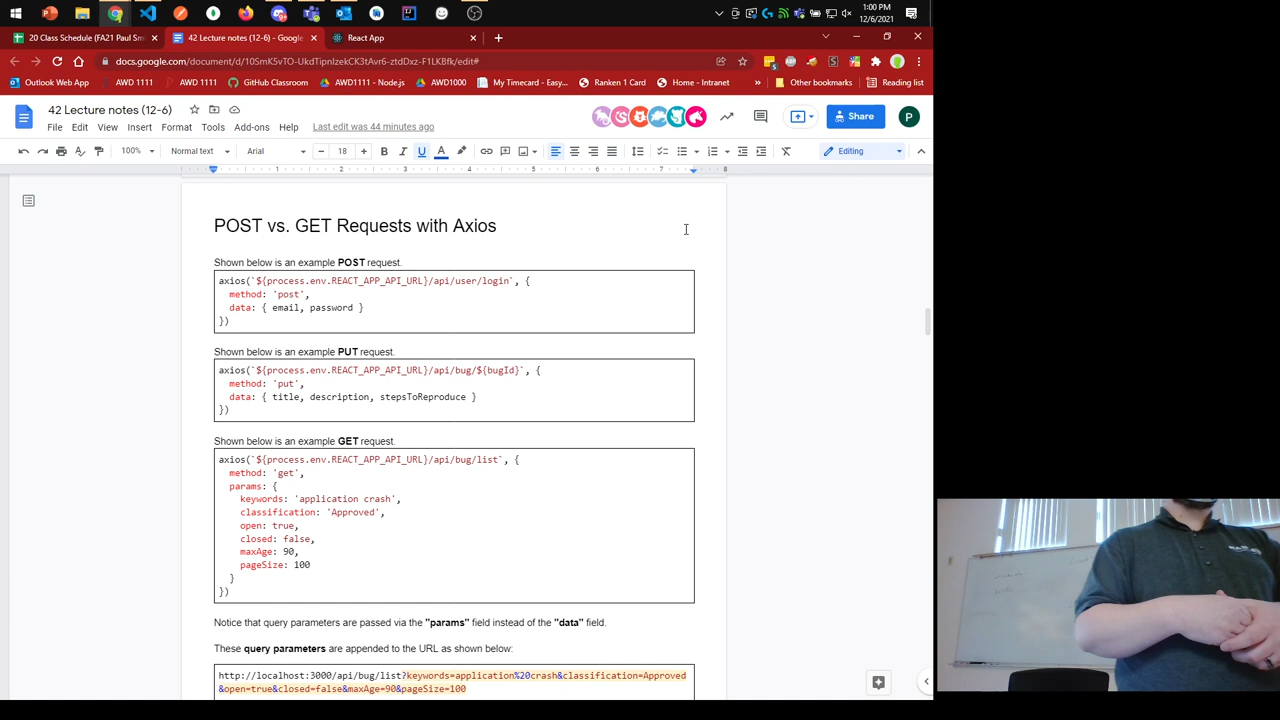 1:00 PM
12/6/2021
20 Class Schedule (FA21 Paul Smi
42 Lecture notes (12-6) - Google
React App
docs.google.com/document/d/10SmK5vTO-UkdTipnIzekCK3tAvr6-ztdDxz-F1LKBfk/edit#
Outlook Web App
AWD 1111
AWD 1111
GitHub Classroom
AWD1111 - Node.js
AWD1000
My Timecard - Easy...
Ranken 1 Card
Home - Intranet
Other bookmarks
Reading list
42 Lecture notes (12-6)
File Edit View Insert Format Tools Add-ons Help
Last edit was 44 minutes ago
Share
P
100% Normal text Arial 18 Editing
1 2 3 4 5 6 7 8
POST vs. GET Requests with Axios
Shown below is an example POST request.
axios(`${process.env.REACT_APP_API_URL}/api/user/login`, {
method: 'post',
data: { email, password }
})
Shown below is an example PUT request.
axios(`${process.env.REACT_APP_API_URL}/api/bug/${bugId}`, {
method: 'put',
data: { title, description, stepsToReproduce }
})
Shown below is an example GET request.
axios(`${process.env.REACT_APP_API_URL}/api/bug/list`, {
method: 'get',
params: {
keywords: 'application crash',
classification: 'Approved',
open: true,
closed: false,
maxAge: 90,
pageSize: 100
}
})
Notice that query parameters are passed via the "params" field instead of the "data" field.
These query parameters are appended to the URL as shown below:
http://localhost:3000/api/bug/list?keywords=application%20crash&classification=Approved
&open=true&closed=false&maxAge=90&pageSize=100